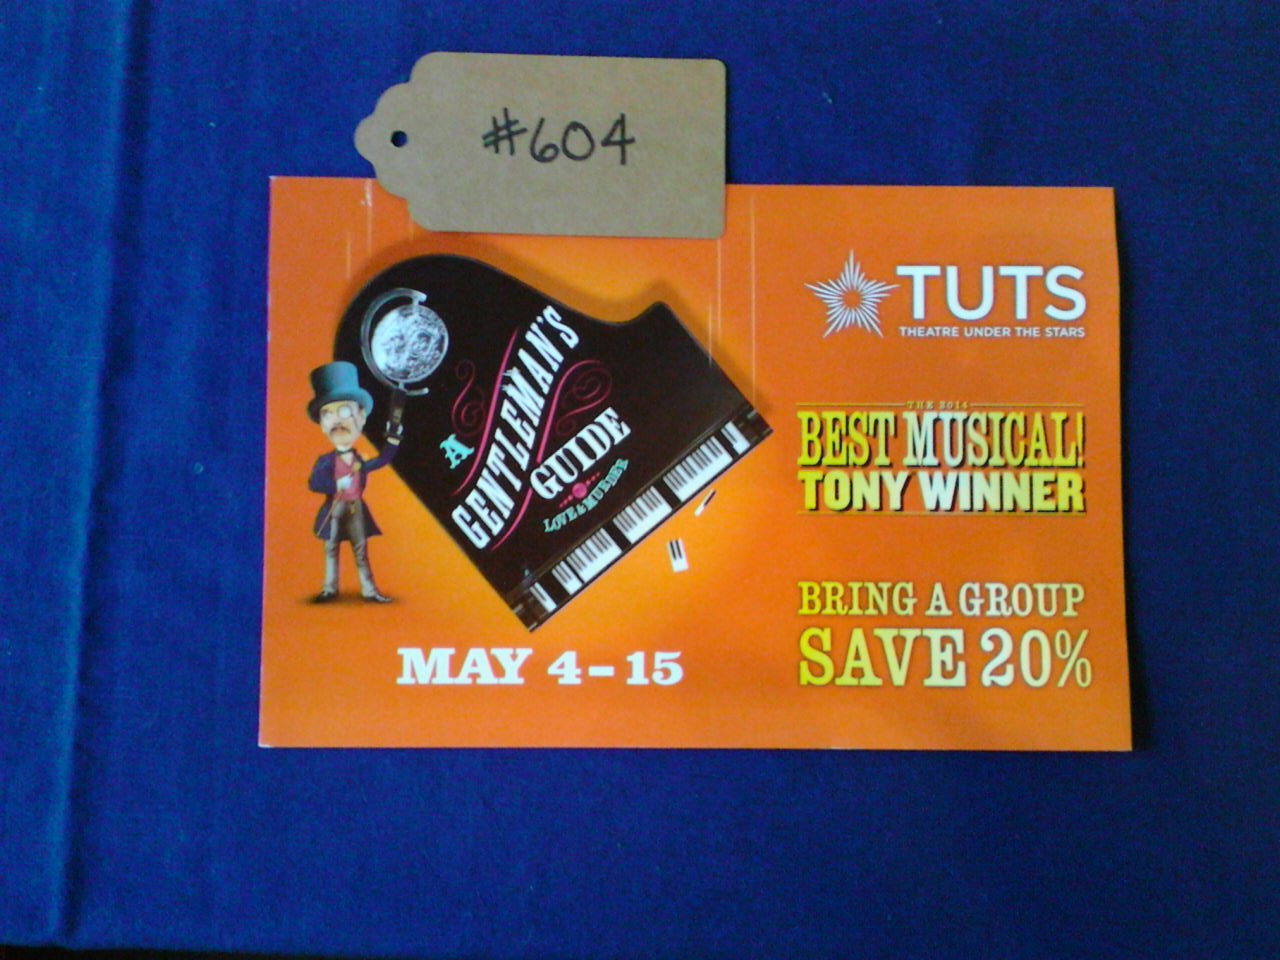 #604
A
GENTLEMAN'S
GUIDE
LOVE & MURDER
MAY 4-15
TUTS
THEATRE UNDER THE STARS
THE 2014
BEST MUSICAL!
TONY WINNER
BRING A GROUP
SAVE 20%